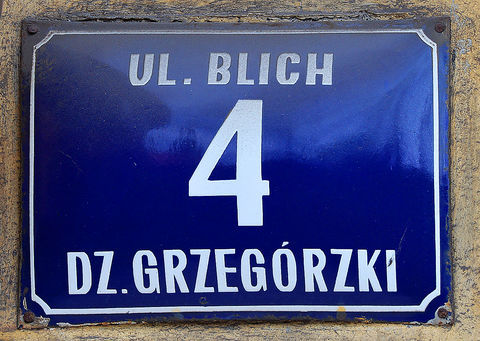 UL. BLICH
4
DZ. GRZEGÓRZKI